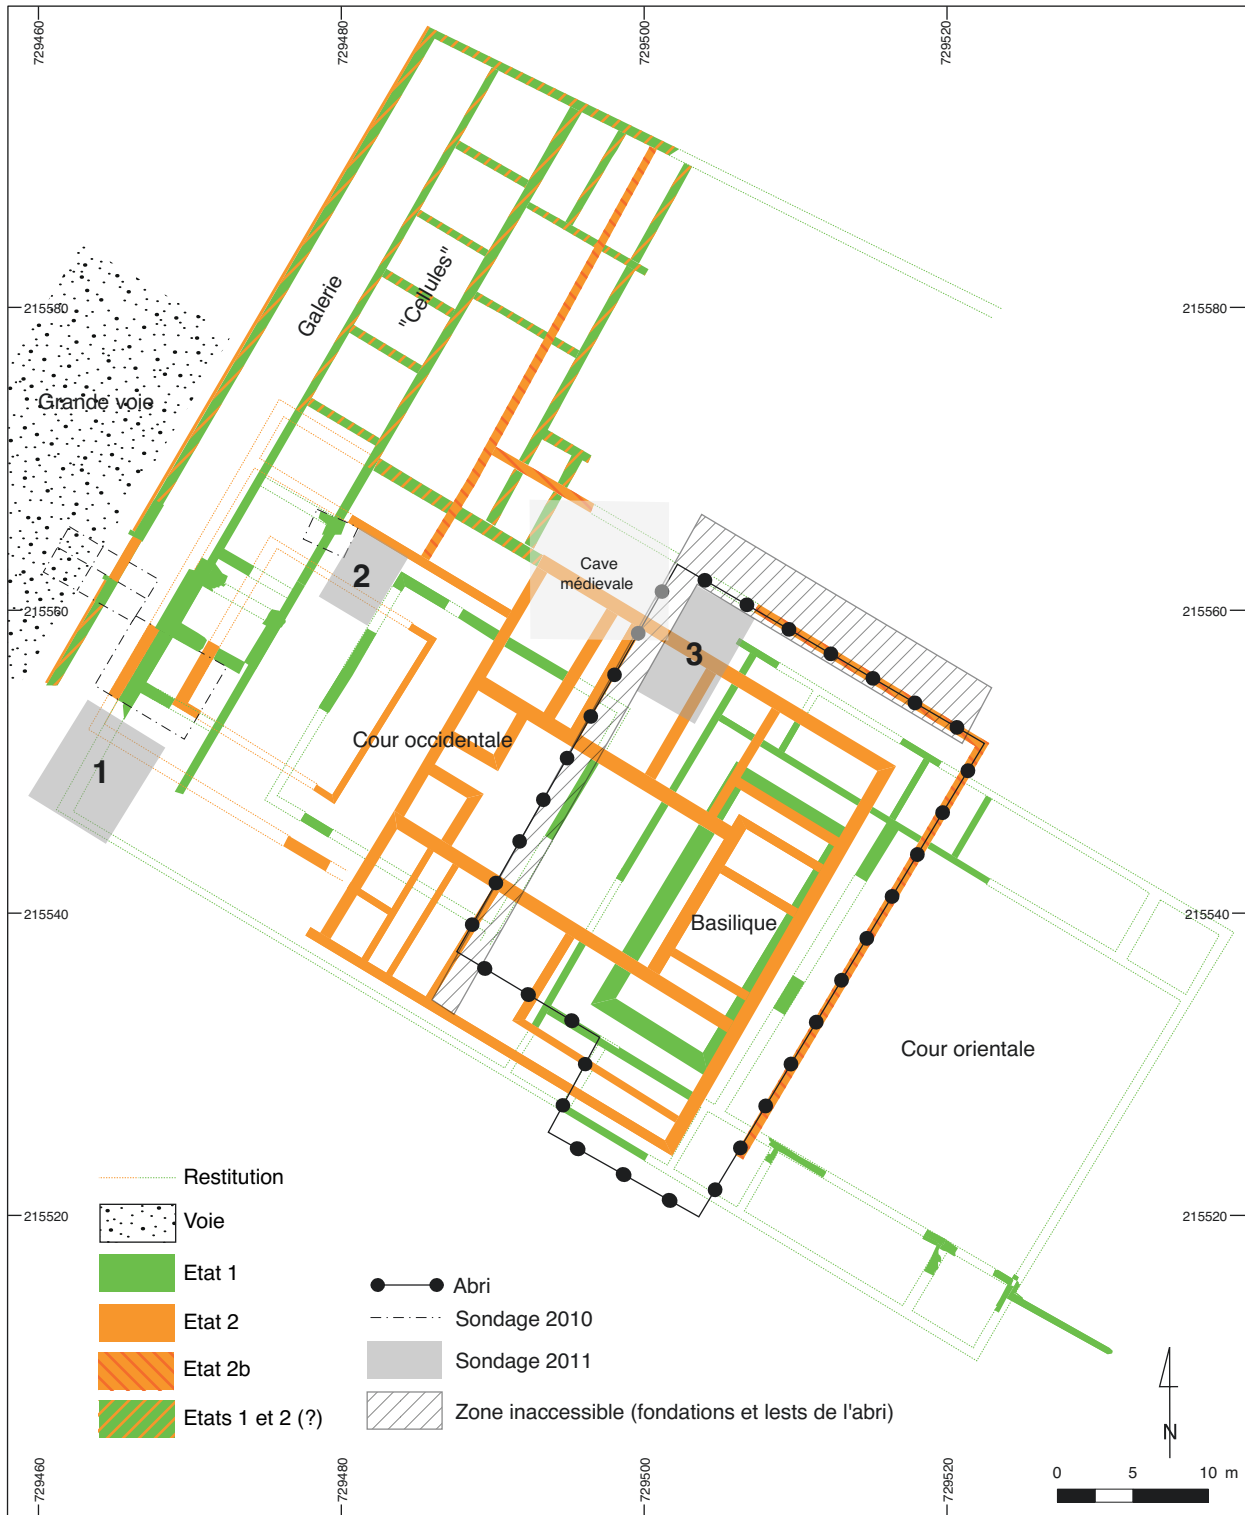 729460
729480
729500
729520
215580
215580
Galerie
"Cellules"
Grande voie
2
Cave
médievale
215560
215560
3
1
Cour occidentale
215540
215540
Basilique
Cour orientale
Restitution
Voie
215520
215520
Etat 1
Etat 2
Etat 2b
Etats 1 et 2 (?)
Abri
Sondage 2010
Sondage 2011
Zone inaccessible (fondations et lests de l'abri)
N
0 5 10 m
729460
729480
729500
729520